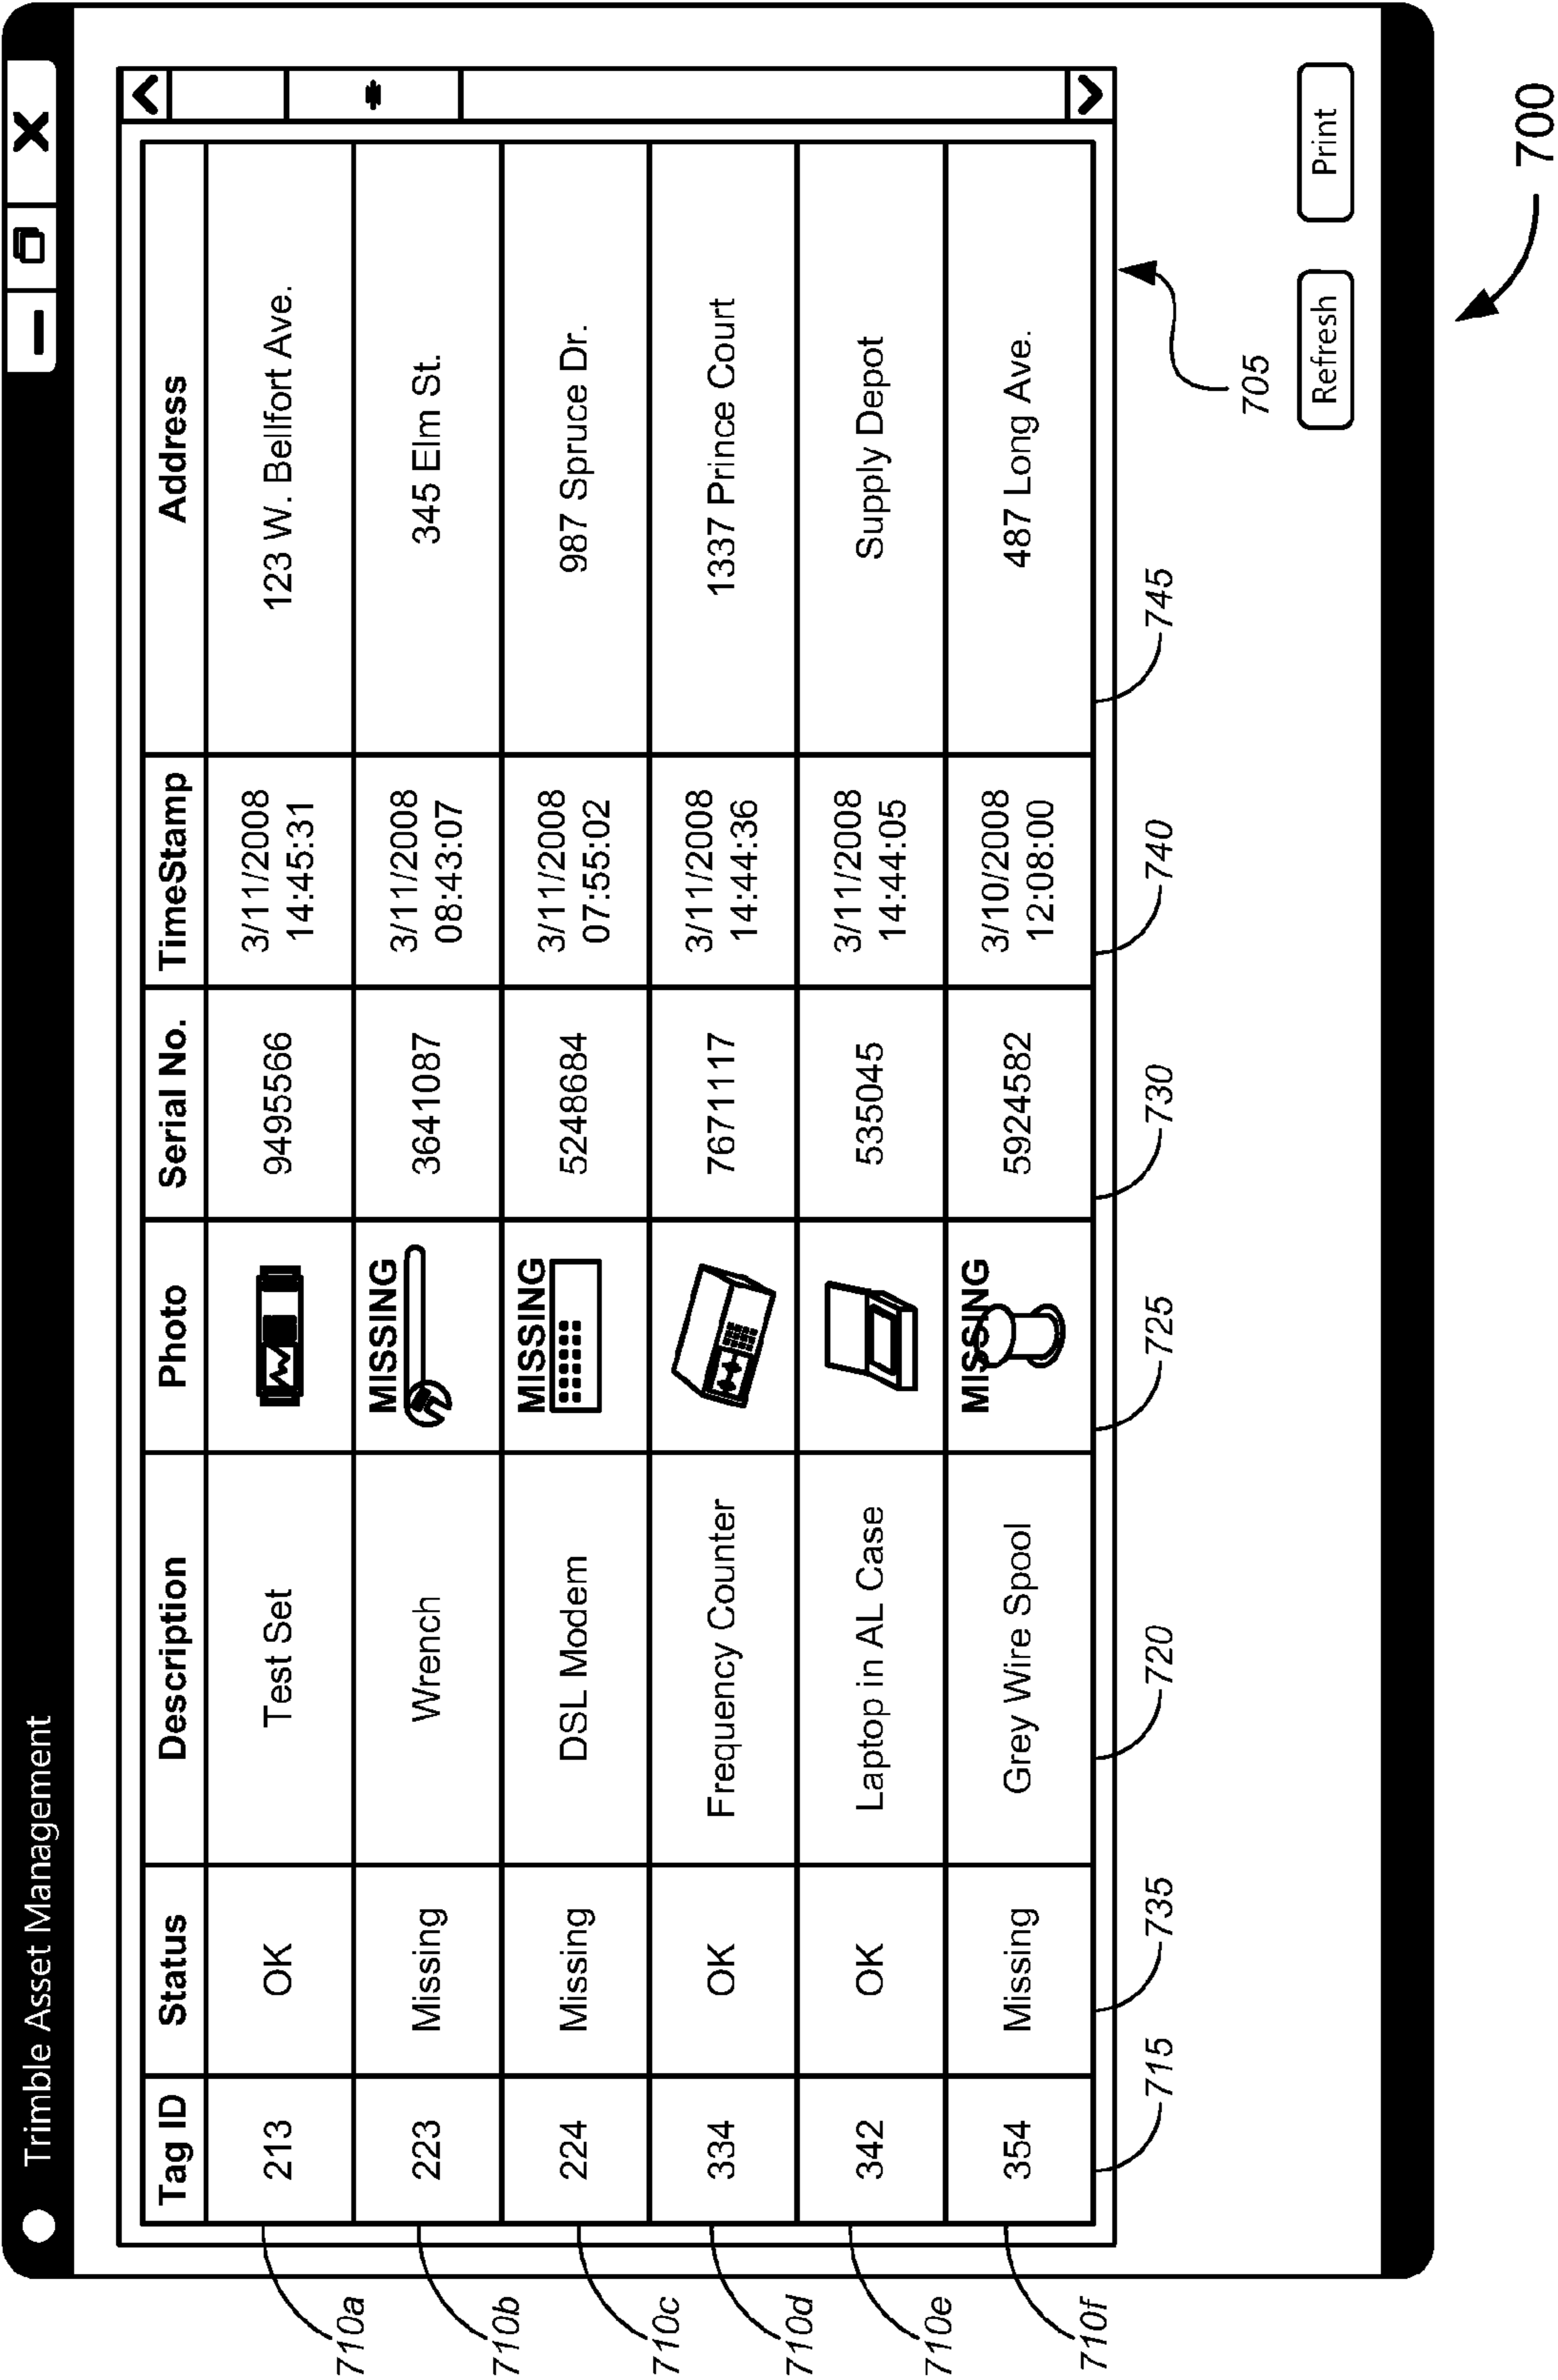 Trimble Asset Management
Tag ID Status Description Photo Serial No. TimeStamp Address
710a 213 OK Test Set 9495566 3/11/2008 14:45:31 123 W. Bellfort Ave.
710b 223 Missing Wrench MISSING 3641087 3/11/2008 08:43:07 345 Elm St.
710c 224 Missing DSL Modem MISSING 5248684 3/11/2008 07:55:02 987 Spruce Dr.
710d 334 OK Frequency Counter 7671117 3/11/2008 14:44:36 1337 Prince Court
710e 342 OK Laptop in AL Case 535045 3/11/2008 14:44:05 Supply Depot
710f 354 Missing Grey Wire Spool MISSING 5924582 3/10/2008 12:08:00 487 Long Ave.
715 735 720 725 730 740 745
705
Refresh Print
700